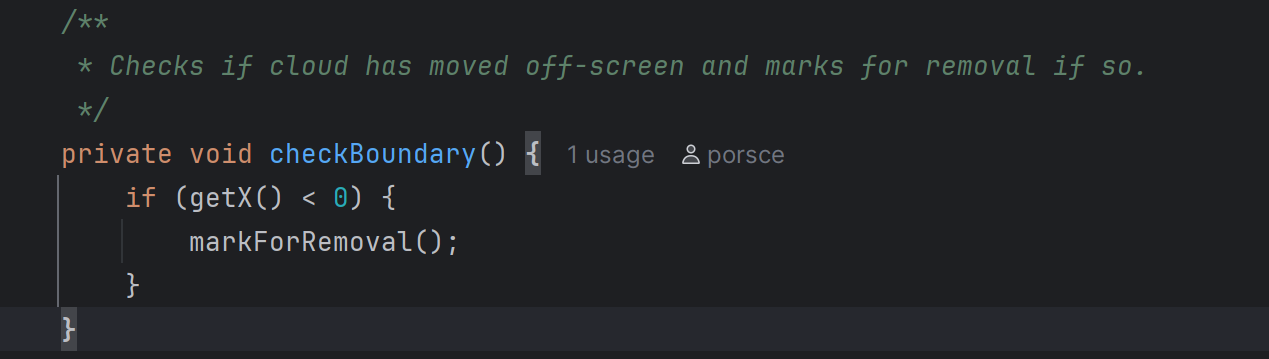 /**
 * Checks if cloud has moved off-screen and marks for removal if so.
 */
private void checkBoundary() { 1 usage porsce
    if (getX() < 0) {
        markForRemoval();
    }
}